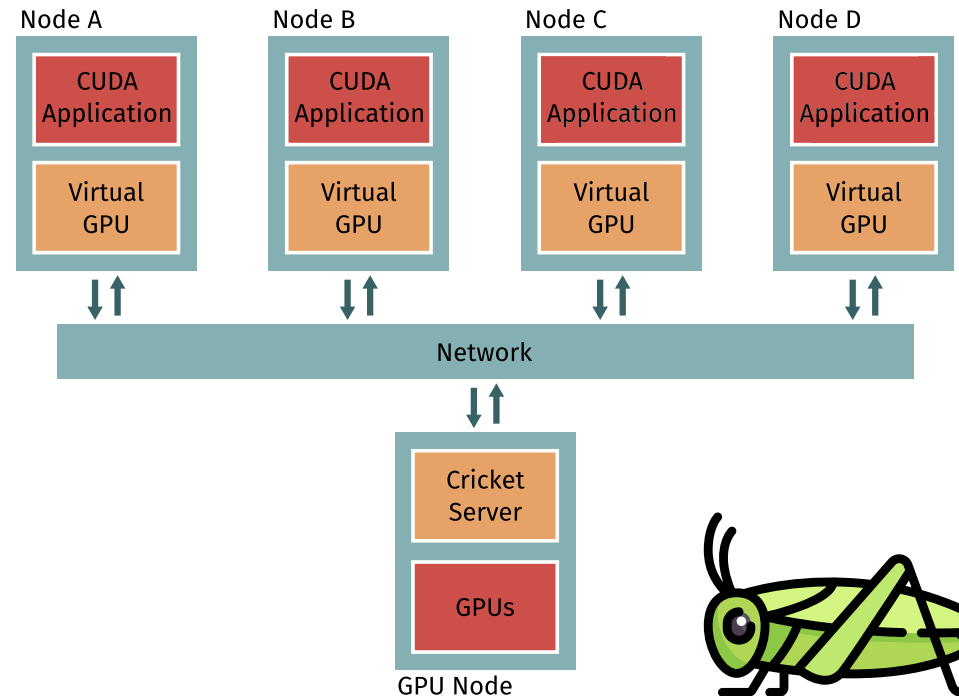 Node A
Node B
Node C
Node D
CUDA
Application
CUDA
Application
CUDA
Application
CUDA
Application
Virtual
GPU
Virtual
GPU
Virtual
GPU
Virtual
GPU
Network
Cricket
Server
GPUs
GPU Node